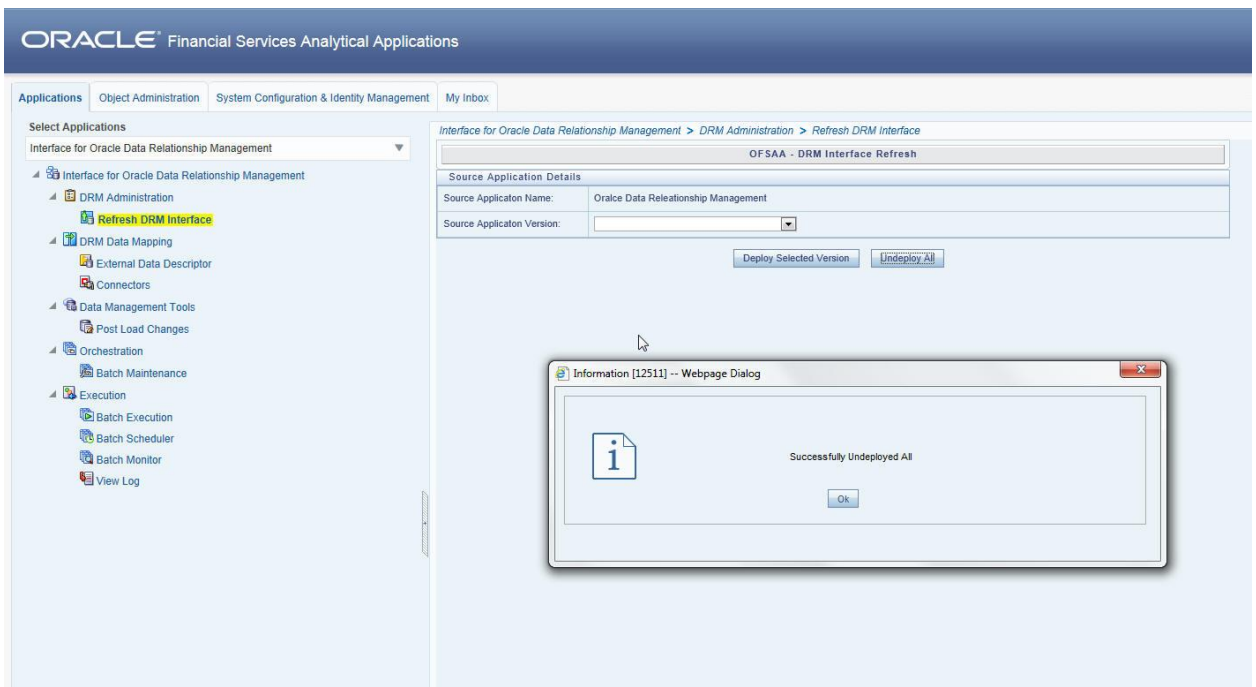 ORACLE® Financial Services Analytical Applications
Applications Object Administration System Configuration & Identity Management My Inbox
Select Applications
Interface for Oracle Data Relationship Management
Interface for Oracle Data Relationship Management
DRM Administration
Refresh DRM Interface
DRM Data Mapping
External Data Descriptor
Connectors
Data Management Tools
Post Load Changes
Orchestration
Batch Maintenance
Execution
Batch Execution
Batch Scheduler
Batch Monitor
View Log
Interface for Oracle Data Relationship Management > DRM Administration > Refresh DRM Interface
OFSAA - DRM Interface Refresh
Source Application Details
Source Applicaton Name: Oralce Data Releationship Management
Source Applicaton Version:
Deploy Selected Version Undeploy All
Information [12511] -- Webpage Dialog
Successfully Undeployed All
Ok